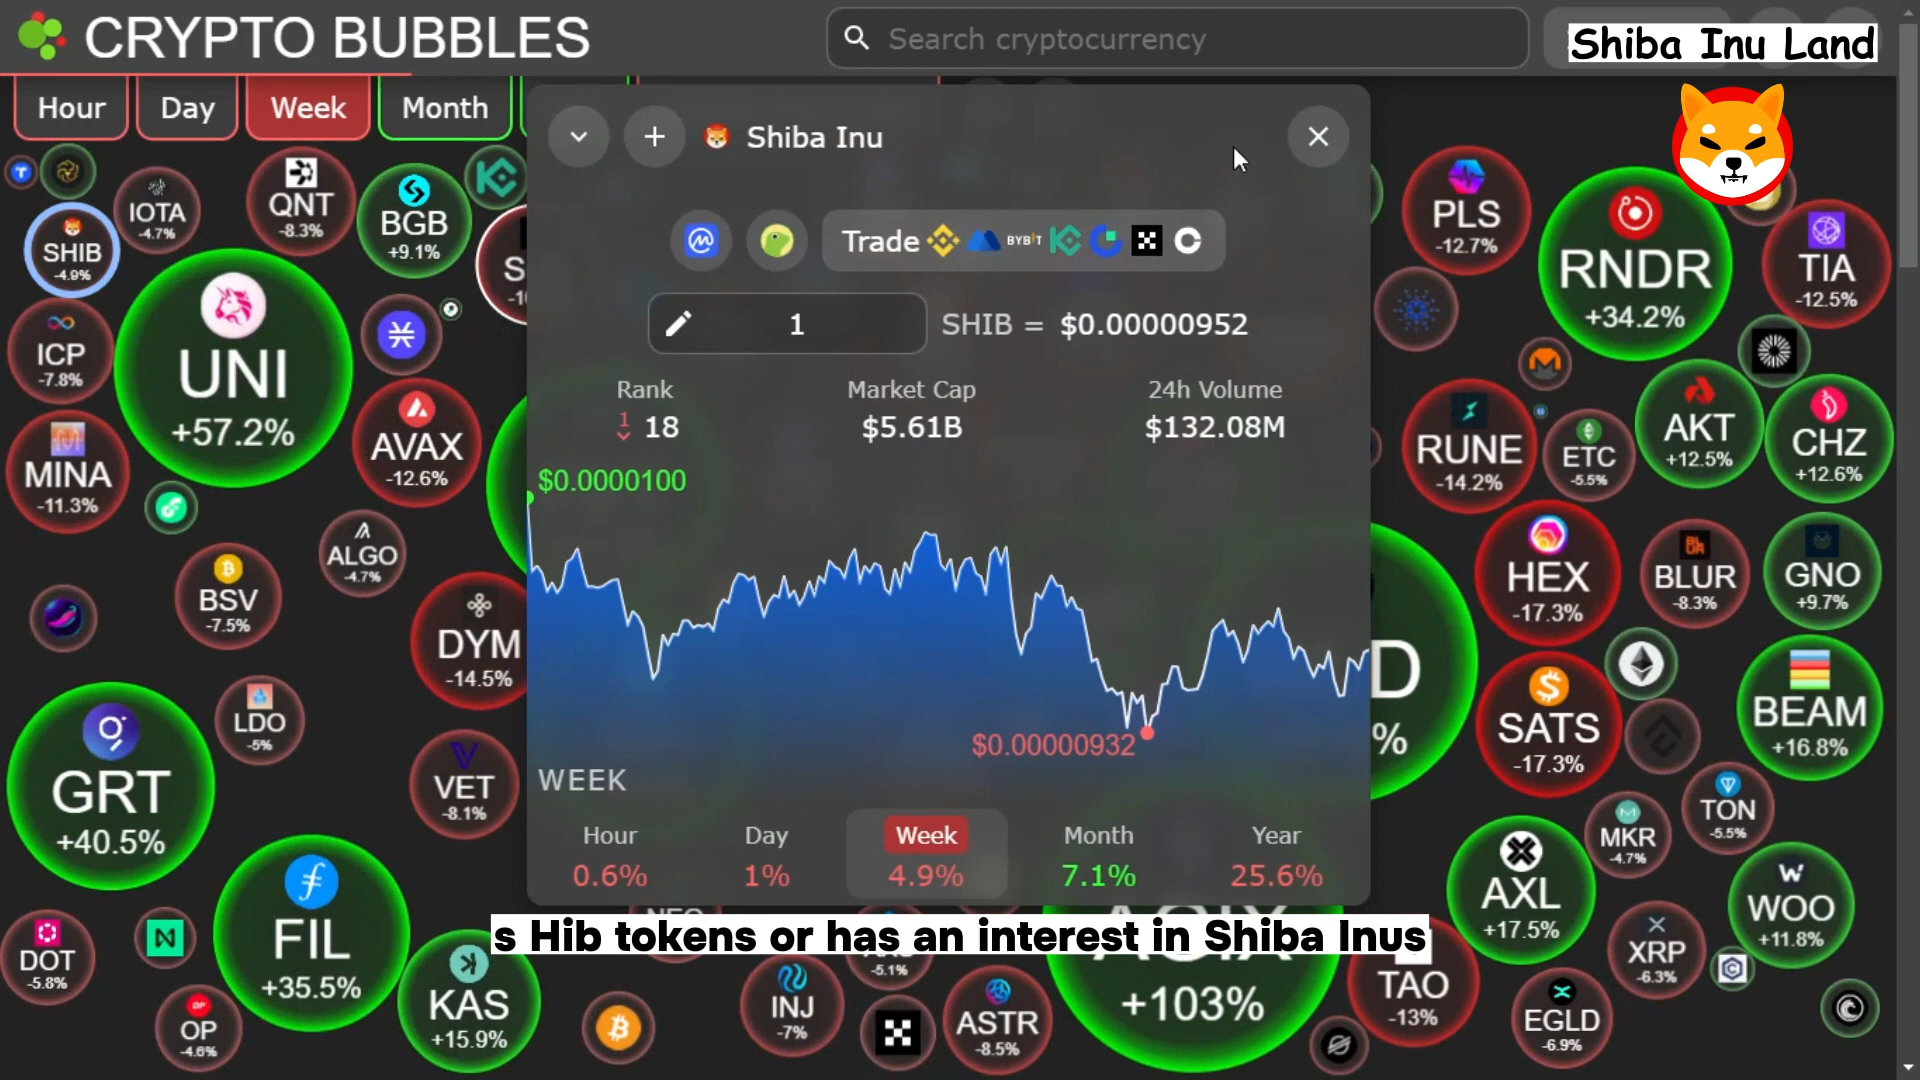 CRYPTO BUBBLES
Search cryptocurrency
Shiba Inu Land
Hour
Day
Week
Month
Shiba Inu
Trade
BYBIT
1
SHIB = $0.00000952
Rank
Market Cap
24h Volume
1
18
$5.61B
$132.08M
$0.0000100
$0.00000932
WEEK
Hour
Day
Week
Month
Year
0.6%
1%
4.9%
7.1%
25.6%
s Hib tokens or has an interest in Shiba Inus
IOTA
-4.7%
QNT
-8.3%
BGB
+9.1%
SHIB
-4.9%
UNI
+57.2%
ICP
-7.8%
AVAX
-12.6%
MINA
-11.3%
ALGO
-4.7%
BSV
-7.5%
DYM
-14.5%
LDO
-5%
VET
-8.1%
GRT
+40.5%
FIL
+35.5%
DOT
-5.8%
OP
-4.6%
KAS
+15.9%
INJ
-7%
-5.1%
ASTR
-8.5%
+103%
TAO
-13%
EGLD
-6.9%
XRP
-6.3%
AXL
+17.5%
WOO
+11.8%
MKR
-4.7%
TON
-5.5%
SATS
-17.3%
BEAM
+16.8%
D
%
HEX
-17.3%
BLUR
-8.3%
GNO
+9.7%
RUNE
-14.2%
ETC
-5.5%
AKT
+12.5%
CHZ
+12.6%
PLS
-12.7%
RNDR
+34.2%
TIA
-12.5%